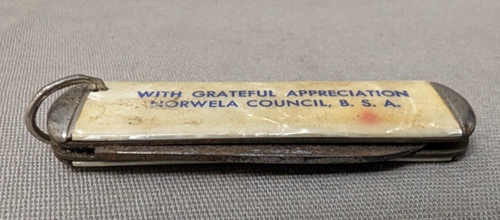 WITH GRATEFUL APPRECIATION
NORWELA COUNCIL, B. S. A.